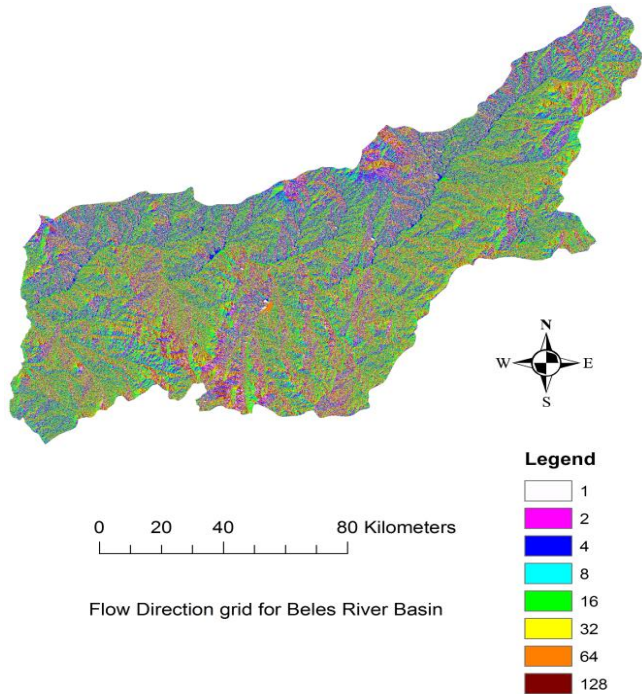 N
W E
S
Legend
1
2
4
8
16
32
64
128
0 20 40 80 Kilometers
Flow Direction grid for Beles River Basin